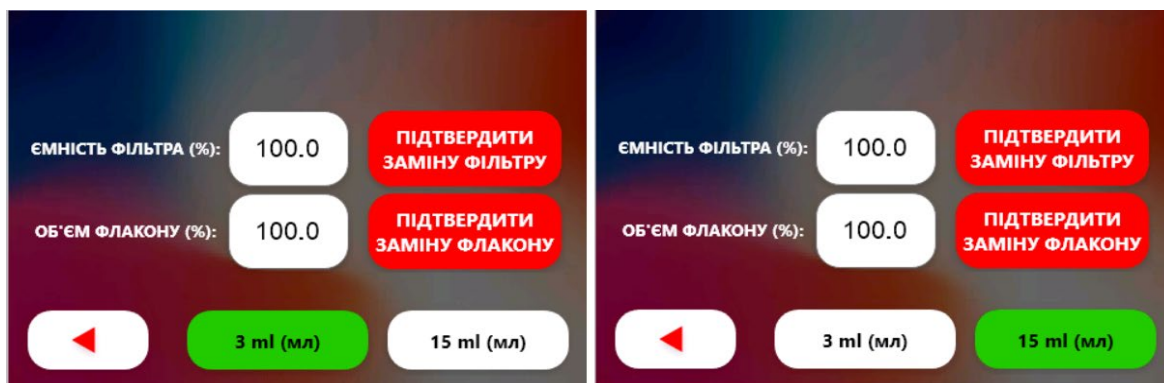 ЄМНІСТЬ ФІЛЬТРА (%):
100.0
ПІДТВЕРДИТИ
ЗАМІНУ ФІЛЬТРУ
ОБ'ЄМ ФЛАКОНУ (%):
100.0
ПІДТВЕРДИТИ
ЗАМІНУ ФЛАКОНУ
3 ml (мл)
15 ml (мл)
ЄМНІСТЬ ФІЛЬТРА (%):
100.0
ПІДТВЕРДИТИ
ЗАМІНУ ФІЛЬТРУ
ОБ'ЄМ ФЛАКОНУ (%):
100.0
ПІДТВЕРДИТИ
ЗАМІНУ ФЛАКОНУ
3 ml (мл)
15 ml (мл)